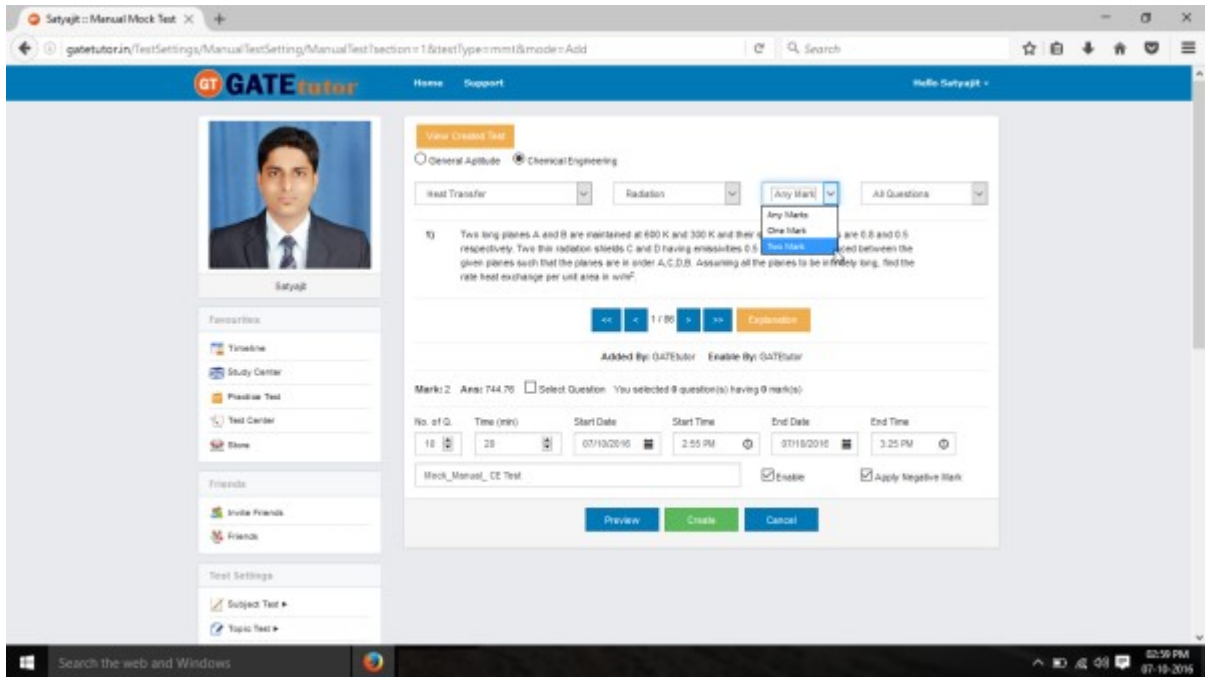 Satyajit :: Manual Mock Test
gatetutor.in/TestSettings/ManualTestSetting/ManualTest?section=1&testType=mmt&mode=Add
Search
GT GATEtutor
Home Support
Hello Satyajit
View Created Test
General Aptitude Chemical Engineering
Heat Transfer Radiation Any Mark All Questions
Any Marks
One Mark
Two Mark
1) Two long planes A and B are maintained at 600 K and 300 K and their are 0.8 and 0.5
respectively. Two thin radiation shields C and D having emissivities 0.5 between the
given planes such that the planes are in order A,C,D,B. Assuming all the planes to be infinitely long, find the
rate heat exchange per unit area in w/m².
<< < 1 / 86 > >> Explanation
Added By: GATEtutor Enable By: GATEtutor
Mark: 2 Ans: 744.76 Select Question You selected 0 question(s) having 0 mark(s)
No. of Q. Time (min) Start Date Start Time End Date End Time
10 20 07/10/2016 2:55 PM 07/10/2016 3:25 PM
Mock_Manual_ CE Test Enable Apply Negative Mark
Preview Create Cancel
Satyajit
Favourites
Timeline
Study Center
Practise Test
Test Center
Store
Friends
Invite Friends
Friends
Test Settings
Subject Test
Topic Test
Search the web and Windows
02:59 PM
07-10-2016